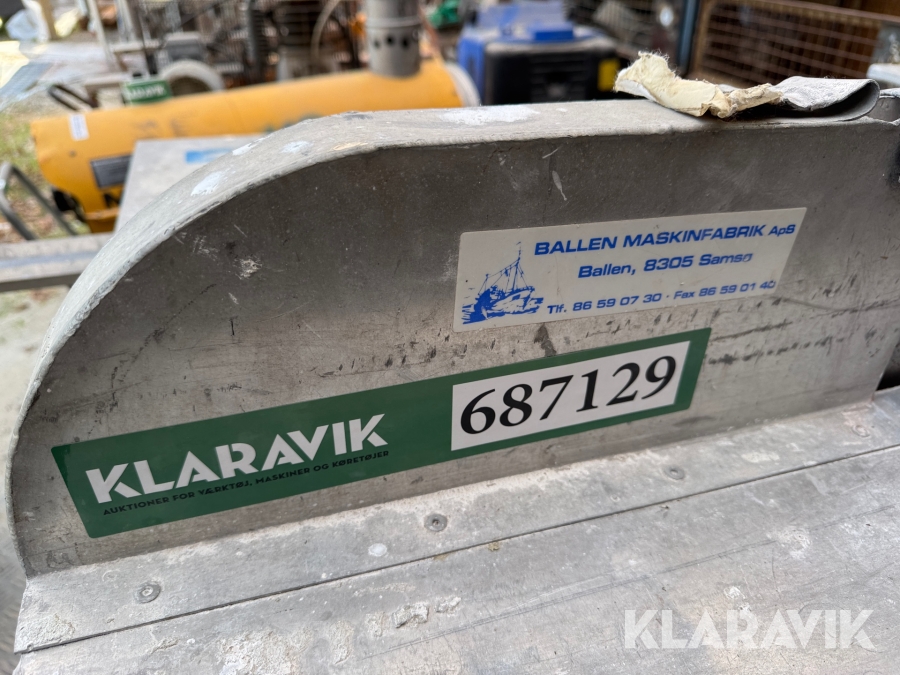 BALLEN MASKINFABRIK ApS
Ballen, 8305 Samsø
Tlf. 86 59 07 30 · Fax 86 59 01 40
KLARAVIK
AUKTIONER FOR VÆRKTØJ, MASKINER OG KØRETØJER
687129
KLARAVIK